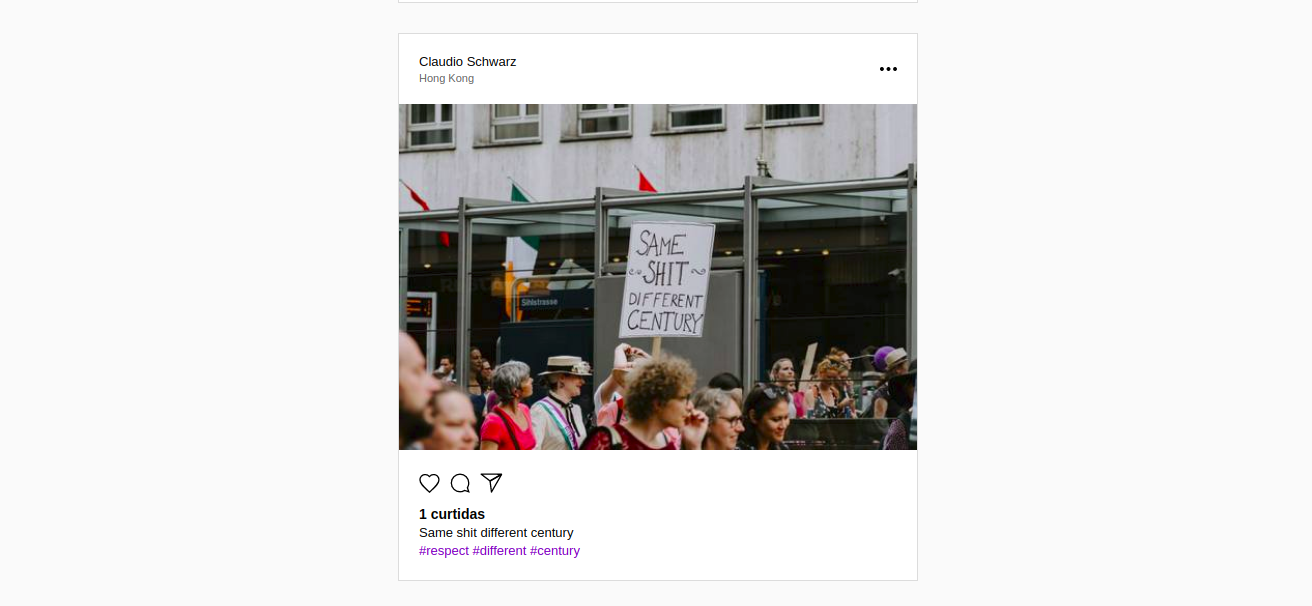 Claudio Schwarz
Hong Kong
SAME
SHIT
DIFFERENT
CENTURY
Sihlstrasse
1 curtidas
Same shit different century
#respect #different #century